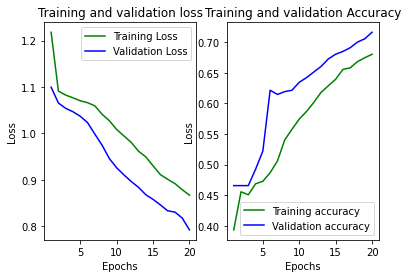 Training and validation loss
Training Loss
Validation Loss
Loss
1.2
1.1
1.0
0.9
0.8
5
10
15
20
Epochs
Training and validation Accuracy
Training accuracy
Validation accuracy
Loss
0.70
0.65
0.60
0.55
0.50
0.45
0.40
5
10
15
20
Epochs